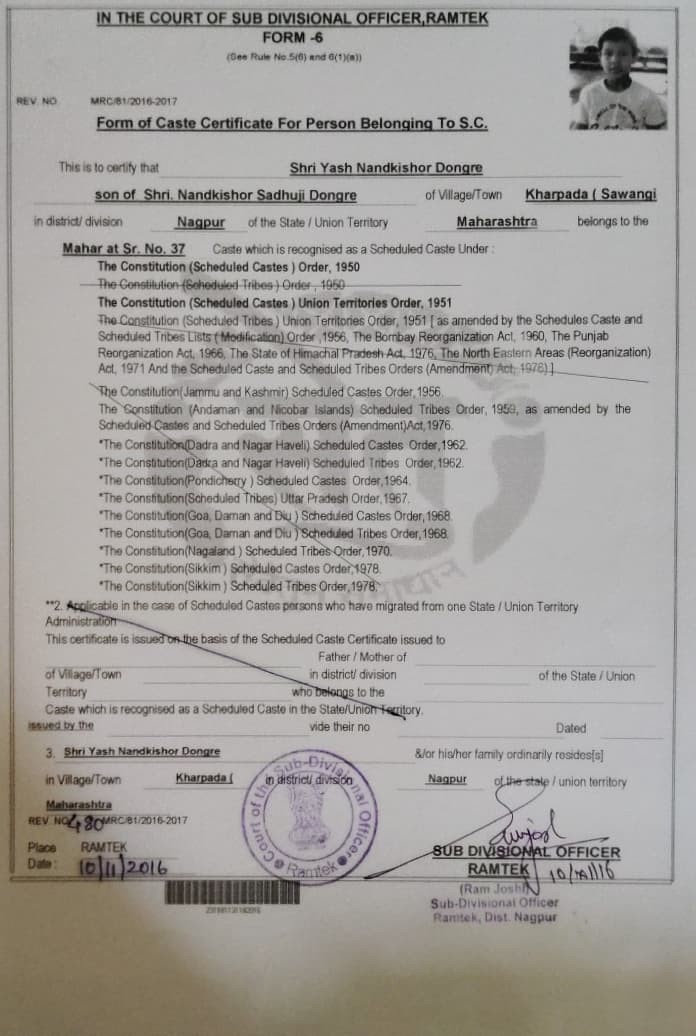 IN THE COURT OF SUB DIVISIONAL OFFICER,RAMTEK
FORM -6
(See Rule No.5(6) and 6(1)(a))
REV. NO. MRC/81/2016-2017
Form of Caste Certificate For Person Belonging To S.C.
This is to certify that Shri Yash Nandkishor Dongre
son of Shri. Nandkishor Sadhuji Dongre of Village/Town Kharpada ( Sawangi
in district/ division Nagpur of the State / Union Territory Maharashtra belongs to the
Mahar at Sr. No. 37 Caste which is recognised as a Scheduled Caste Under :
The Constitution (Scheduled Castes ) Order, 1950
The Constitution (Scheduled Tribes ) Order , 1950
The Constitution (Scheduled Castes ) Union Territories Order, 1951
The Constitution (Scheduled Tribes ) Union Territories Order, 1951 [ as amended by the Schedules Caste and
Scheduled Tribes Lists ( Modification) Order ,1956, The Bombay Reorganization Act, 1960, The Punjab
Reorganization Act, 1966, The State of Himachal Pradesh Act, 1976, The North Eastern Areas (Reorganization)
Act, 1971 And the Scheduled Caste and Scheduled Tribes Orders (Amendment) Act, 1976) ]
The Constitution(Jammu and Kashmir) Scheduled Castes Order,1956.
The Constitution (Andaman and Nicobar Islands) Scheduled Tribes Order, 1959, as amended by the
Scheduled Castes and Scheduled Tribes Orders (Amendment)Act,1976.
*The Constitution(Dadra and Nagar Haveli) Scheduled Castes Order,1962.
*The Constitution(Dadra and Nagar Haveli) Scheduled Tribes Order,1962.
*The Constitution(Pondicherry ) Scheduled Castes Order,1964.
*The Constitution(Scheduled Tribes) Uttar Pradesh Order,1967.
*The Constitution(Goa, Daman and Diu ) Scheduled Castes Order,1968.
*The Constitution(Goa, Daman and Diu ) Scheduled Tribes Order,1968.
*The Constitution(Nagaland ) Scheduled Tribes Order,1970.
*The Constitution(Sikkim ) Scheduled Castes Order,1978.
*The Constitution(Sikkim ) Scheduled Tribes Order,1978.
**2. Applicable in the case of Scheduled Castes persons who have migrated from one State / Union Territory
Administration
This certificate is issued on the basis of the Scheduled Caste Certificate issued to
Father / Mother of
of Village/Town in district/ division of the State / Union
Territory who belongs to the
Caste which is recognised as a Scheduled Caste in the State/Union Territory.
issued by the vide their no Dated
3. Shri Yash Nandkishor Dongre &/or his/her family ordinarily resides[s]
in Village/Town Kharpada ( in district/ division Nagpur of the state / union territory
Maharashtra
REV. NO. 480 MRC/81/2016-2017
Place RAMTEK
Date : 10/11/2016
Court of the Sub-Divisional Officer
Ramtek
SUB DIVISIONAL OFFICER
RAMTEK
(Ram Joshi)
Sub-Divisional Officer
Ramtek, Dist. Nagpur